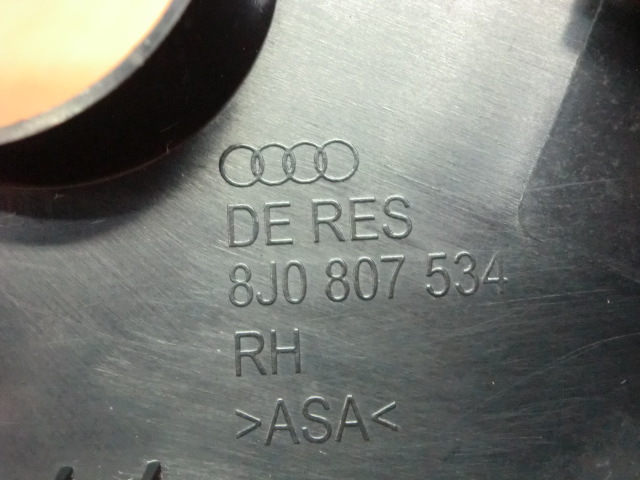 DE RES
8J0 807 534
RH
>ASA<